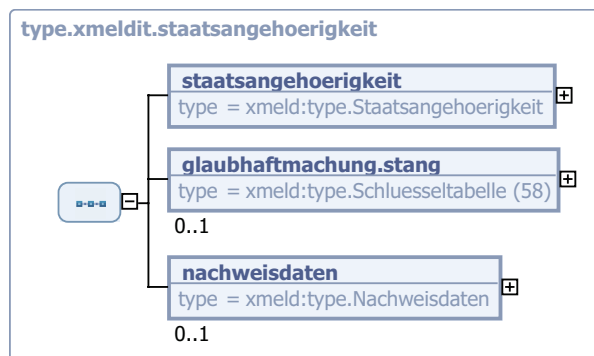 type.xmeldit.staatsangehoerigkeit
staatsangehoerigkeit
type = xmeld:type.Staatsangehoerigkeit
glaubhaftmachung.stang
type = xmeld:type.Schluesseltabelle (58)
0..1
nachweisdaten
type = xmeld:type.Nachweisdaten
0..1